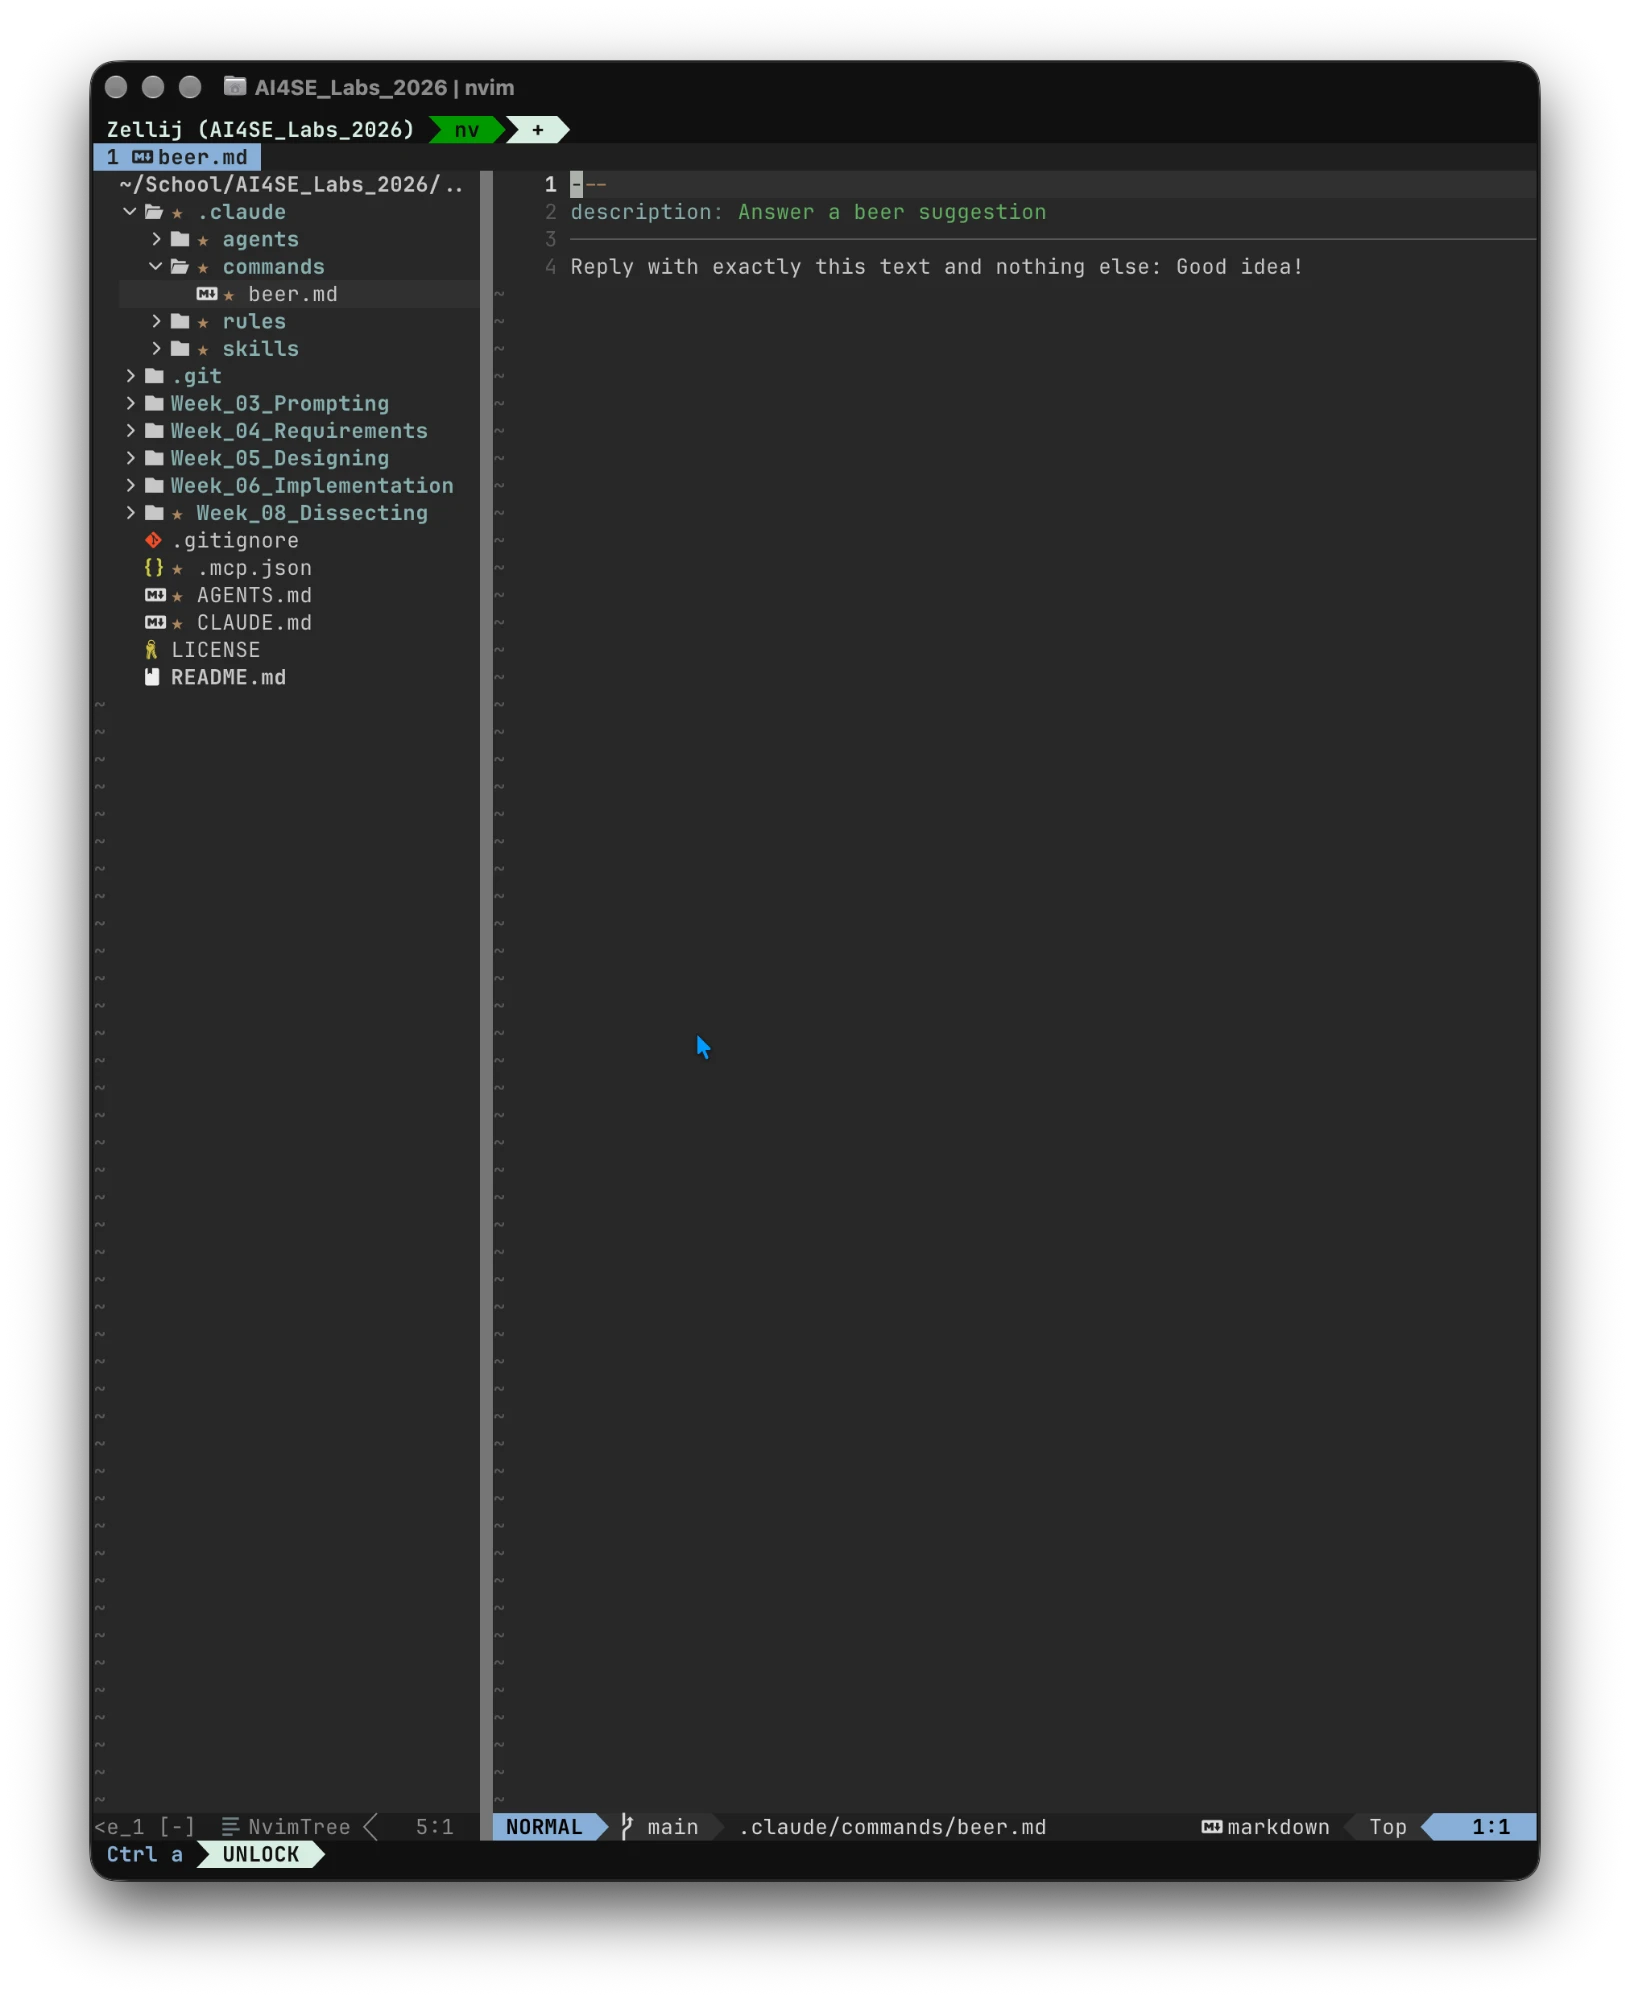 AI4SE_Labs_2026 | nvim
Zellij (AI4SE_Labs_2026) nv +
1 beer.md
~/School/AI4SE_Labs_2026/..
.claude
agents
commands
beer.md
rules
skills
.git
Week_03_Prompting
Week_04_Requirements
Week_05_Designing
Week_06_Implementation
Week_08_Dissecting
.gitignore
{} .mcp.json
AGENTS.md
CLAUDE.md
LICENSE
README.md
1 ---
2 description: Answer a beer suggestion
3
4 Reply with exactly this text and nothing else: Good idea!
<e_1 [-] NvimTree 5:1
NORMAL main .claude/commands/beer.md markdown Top 1:1
Ctrl a UNLOCK